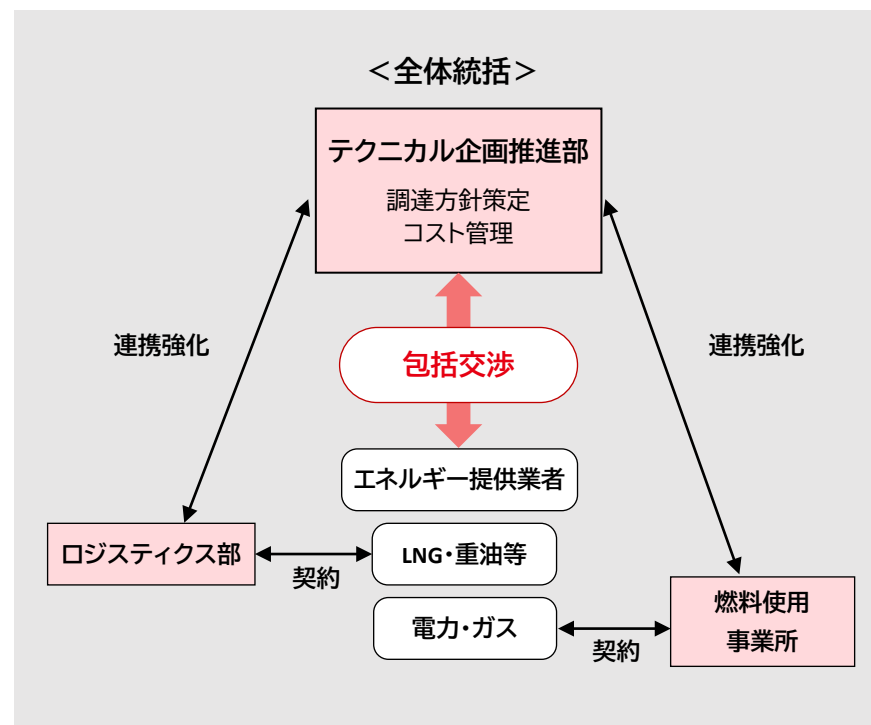 ＜全体統括＞
テクニカル企画推進部
調達方針策定
コスト管理
連携強化
包括交渉
連携強化
エネルギー提供業者
ロジスティクス部
契約
LNG・重油等
電力・ガス
契約
燃料使用
事業所